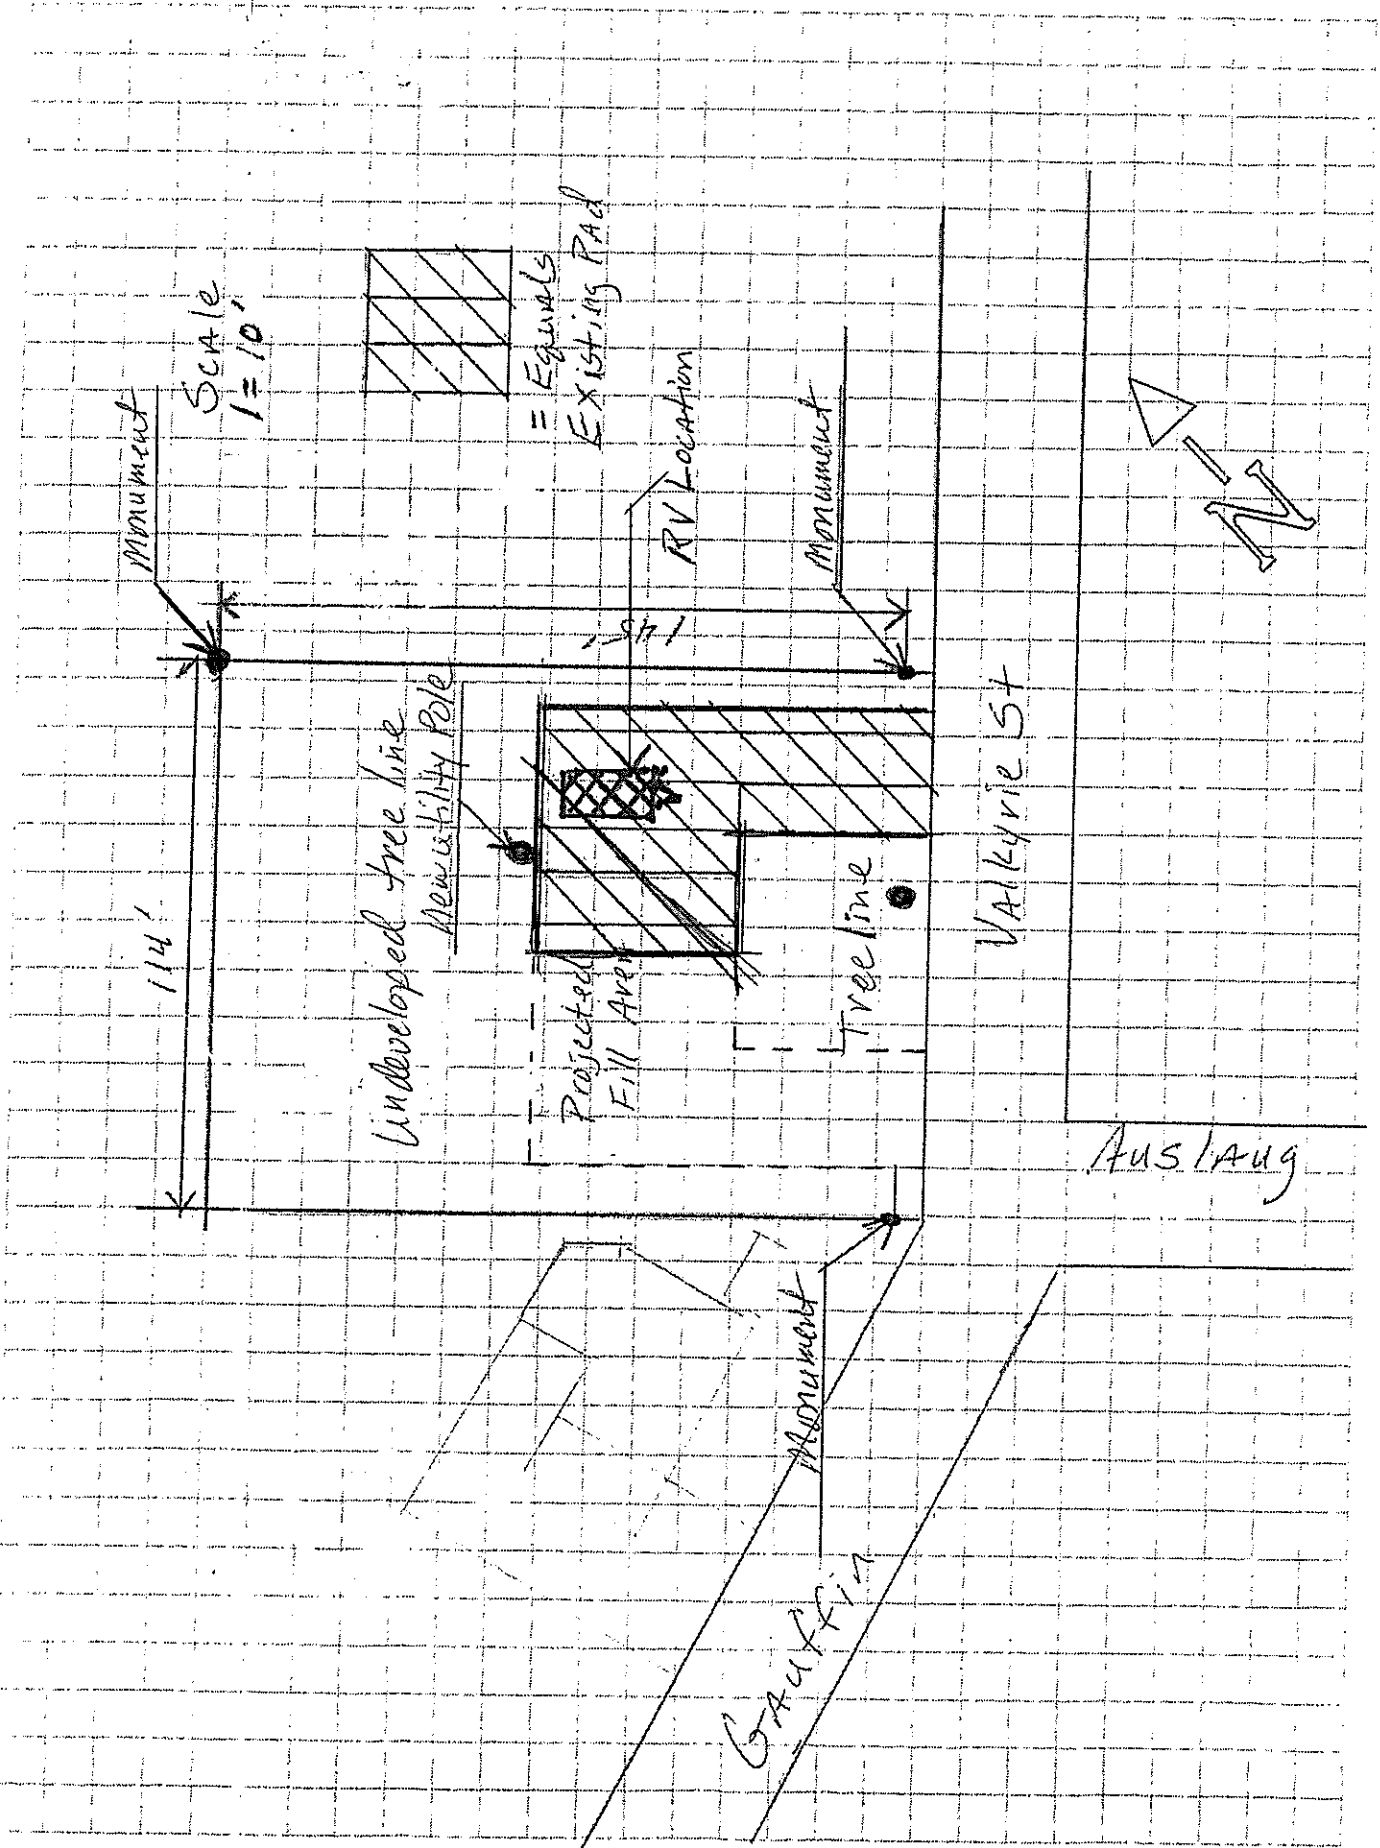 Monument
Scale
1=10'
= Equals
Existing Pad
RV Location
Monument
145'
114'
Undeveloped tree line
New utility Pole
Projected
Fill Area
Tree line
Valkyrie St
N
Auslaug
Monument
Gauffin